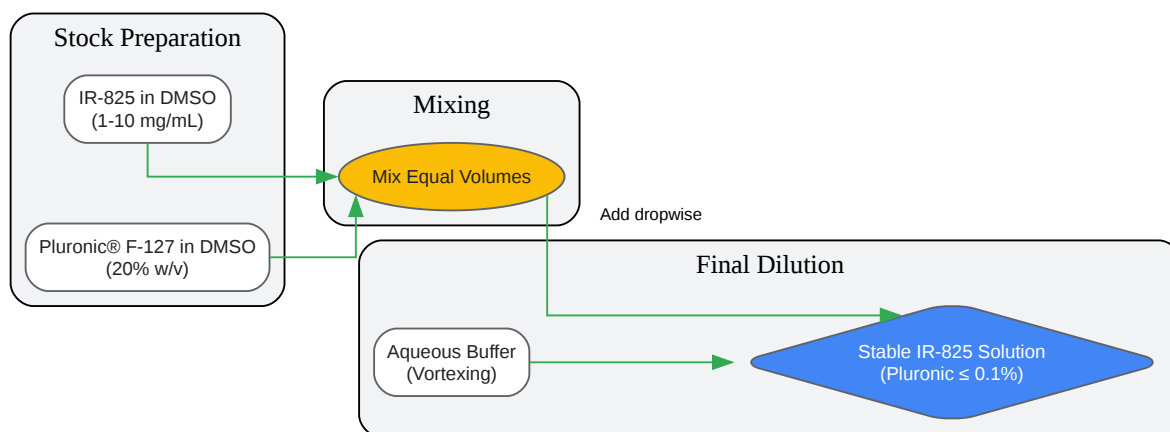 Stock Preparation
IR-825 in DMSO
(1-10 mg/mL)
Pluronic® F-127 in DMSO
(20% w/v)
Mixing
Mix Equal Volumes
Add dropwise
Final Dilution
Aqueous Buffer
(Vortexing)
Stable IR-825 Solution
(Pluronic ≤ 0.1%)